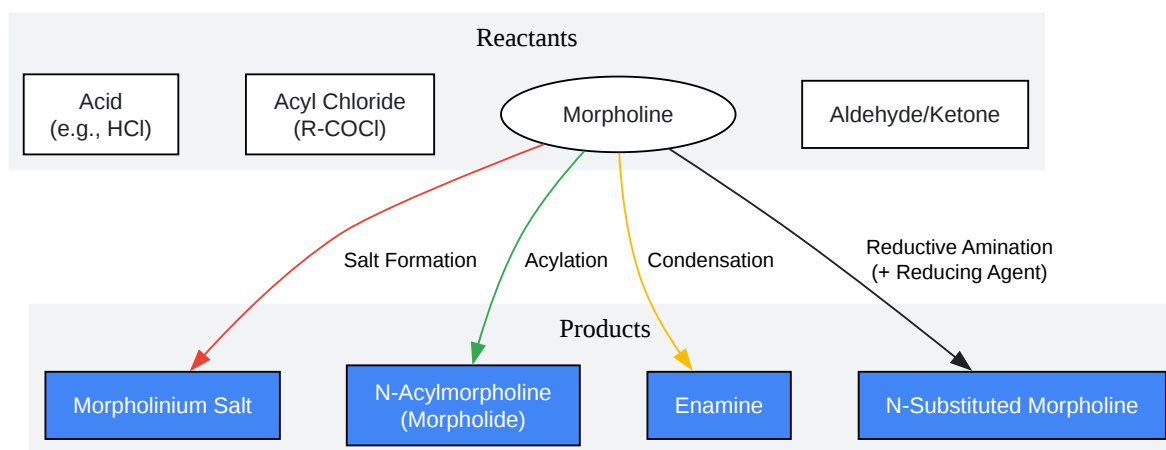 Reactants
Acid
(e.g., HCl)
Acyl Chloride
(R-COCl)
Morpholine
Aldehyde/Ketone
Salt Formation
Acylation
Condensation
Reductive Amination
(+ Reducing Agent)
Products
Morpholinium Salt
N-Acylmorpholine
(Morpholide)
Enamine
N-Substituted Morpholine